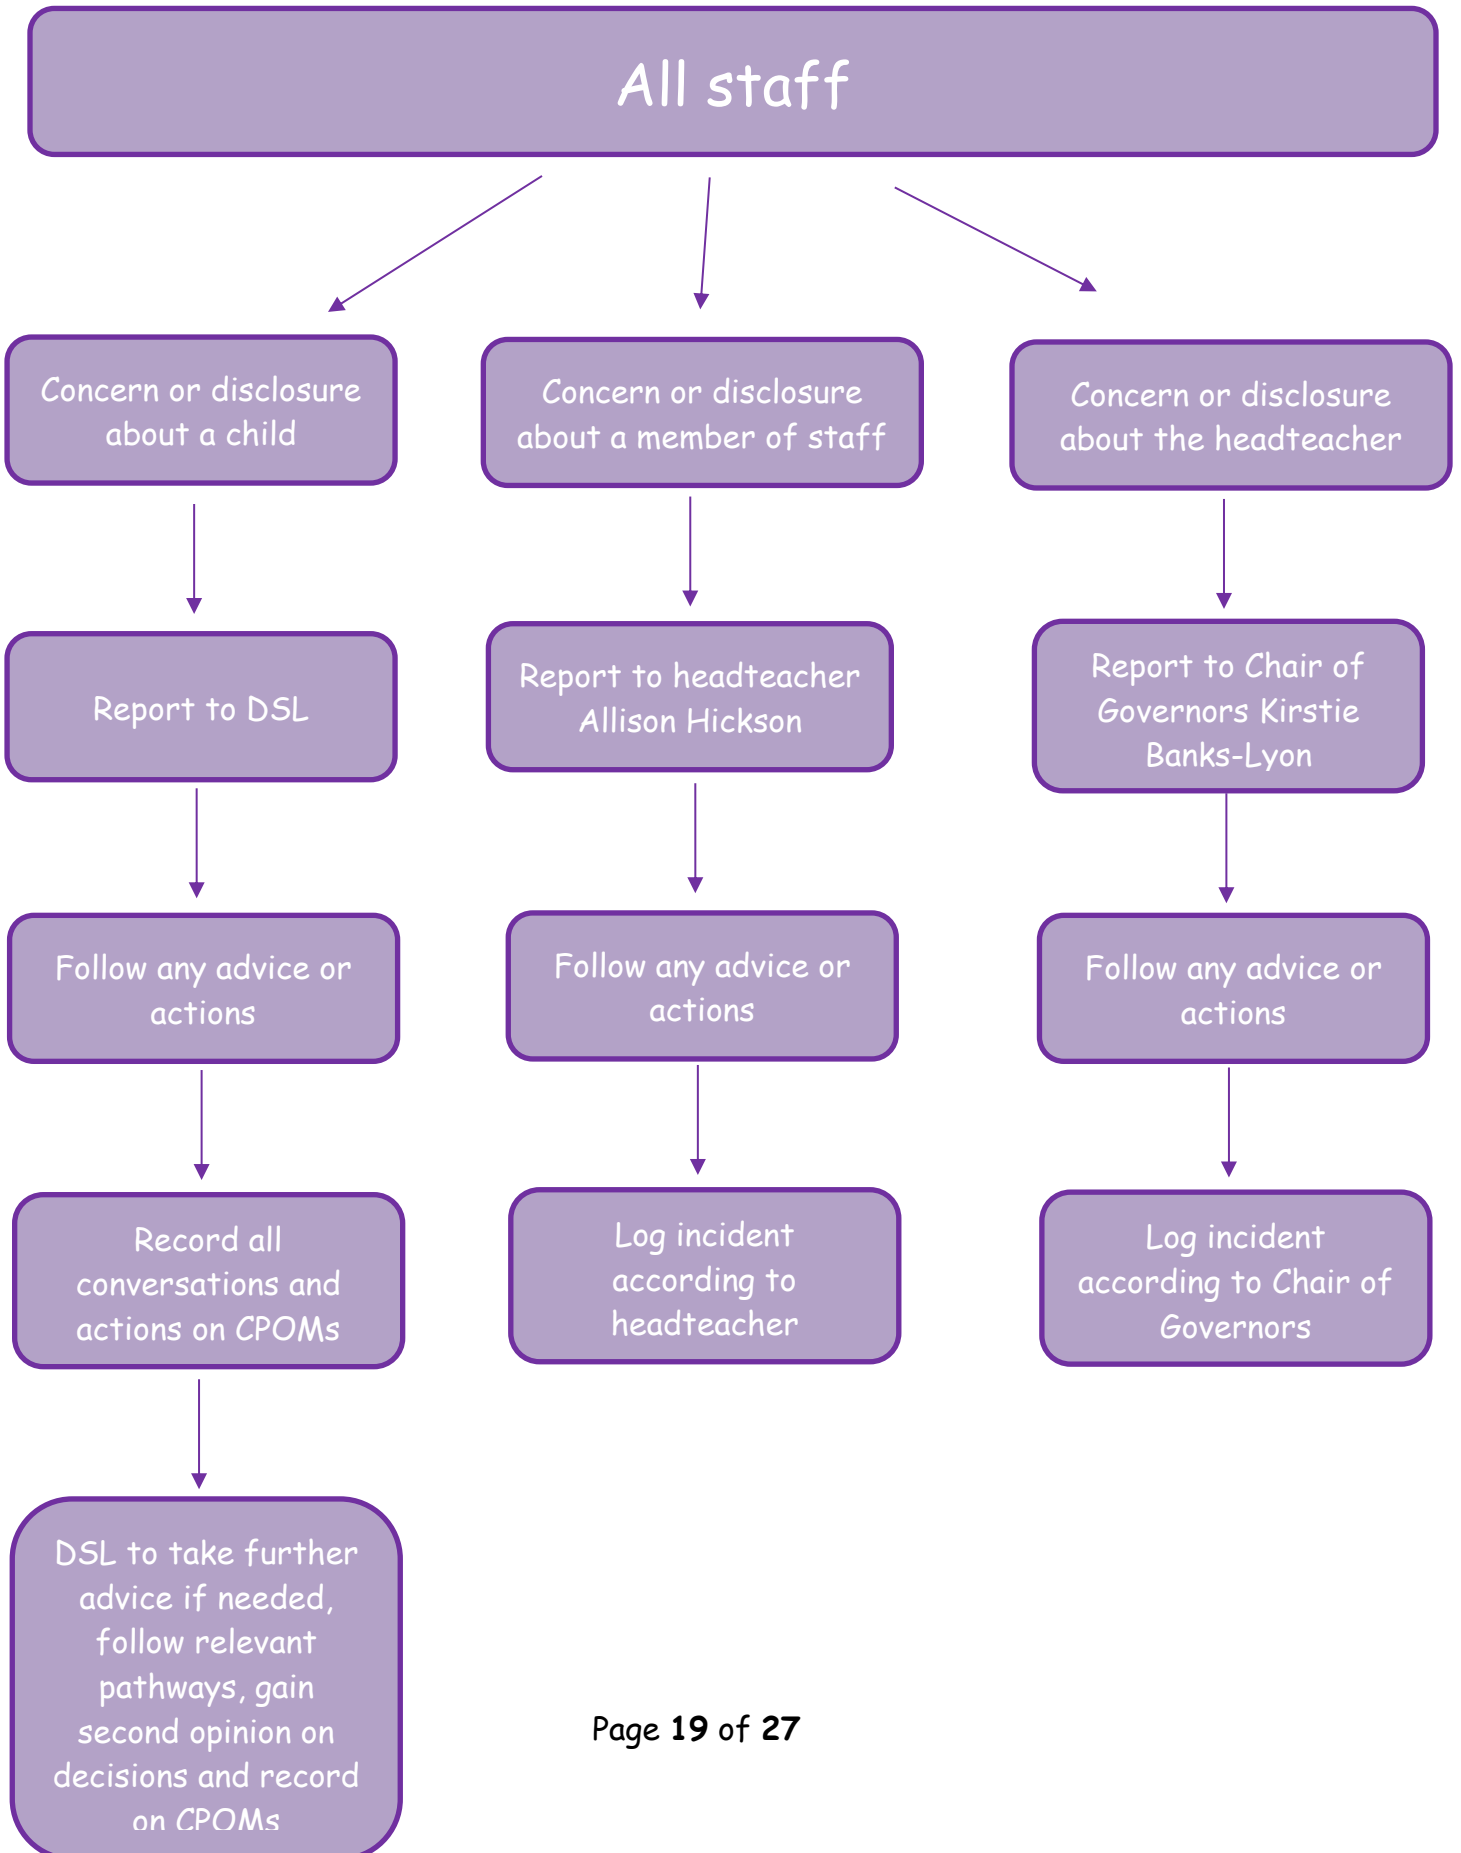 All staff
Concern or disclosure
about a child
Concern or disclosure
about a member of staff
Concern or disclosure
about the headteacher
Report to DSL
Report to headteacher
Allison Hickson
Report to Chair of
Governors Kirstie
Banks-Lyon
Follow any advice or
actions
Follow any advice or
actions
Follow any advice or
actions
Record all
conversations and
actions on CPOMs
Log incident
according to
headteacher
Log incident
according to Chair of
Governors
DSL to take further
advice if needed,
follow relevant
pathways, gain
second opinion on
decisions and record
on CPOMs
Page 19 of 27